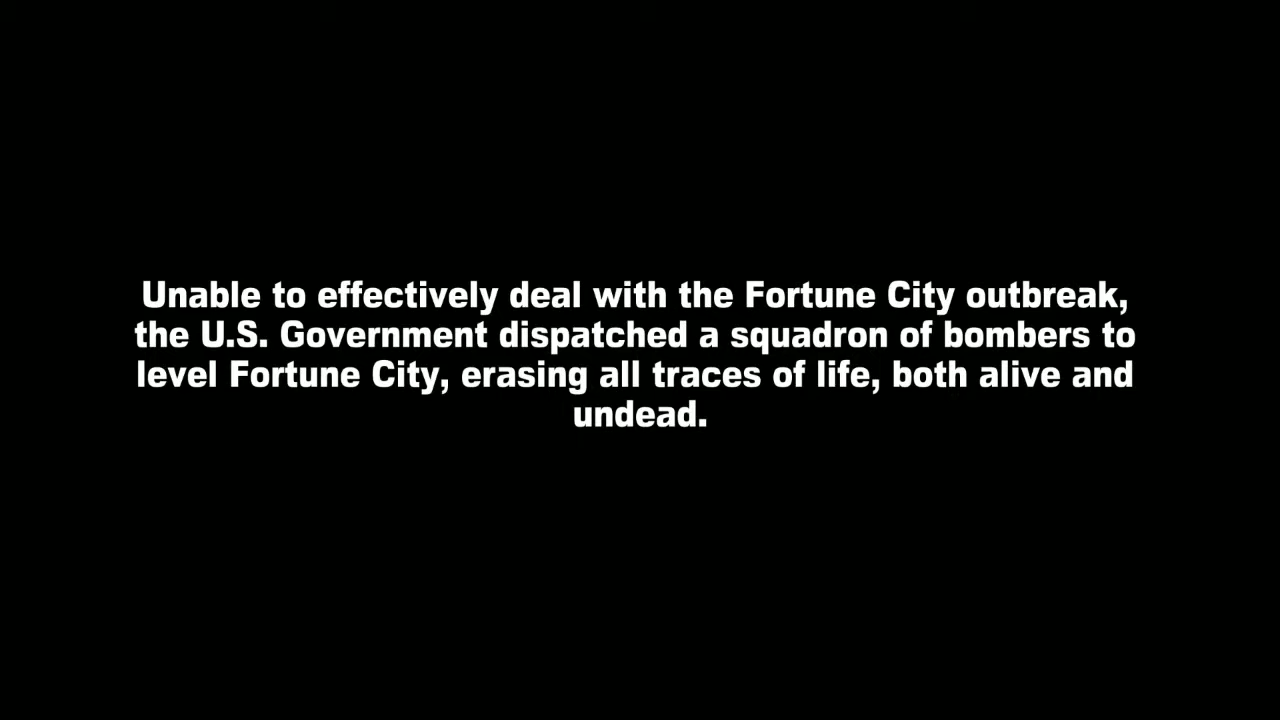 Unable to effectively deal with the Fortune City outbreak,
the U.S. Government dispatched a squadron of bombers to
level Fortune City, erasing all traces of life, both alive and
undead.